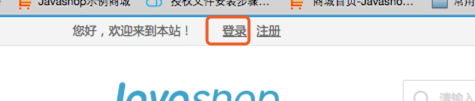 Javashop示例商城 授权文件安装步骤… 商城首页-Javasho… 常用
您好，欢迎来到本站！ 登录 注册
Javashop 请输入